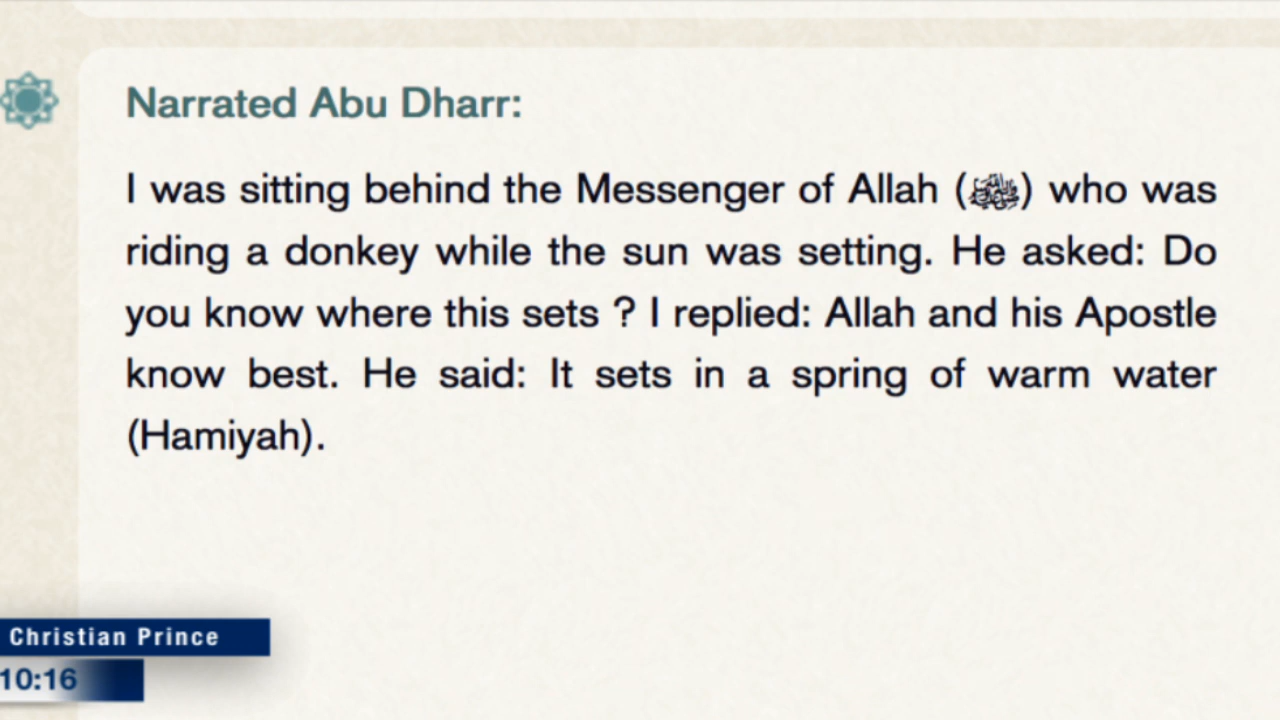 Narrated Abu Dharr:
I was sitting behind the Messenger of Allah (ﷺ) who was
riding a donkey while the sun was setting. He asked: Do
you know where this sets ? I replied: Allah and his Apostle
know best. He said: It sets in a spring of warm water
(Hamiyah).
Christian Prince
10:16